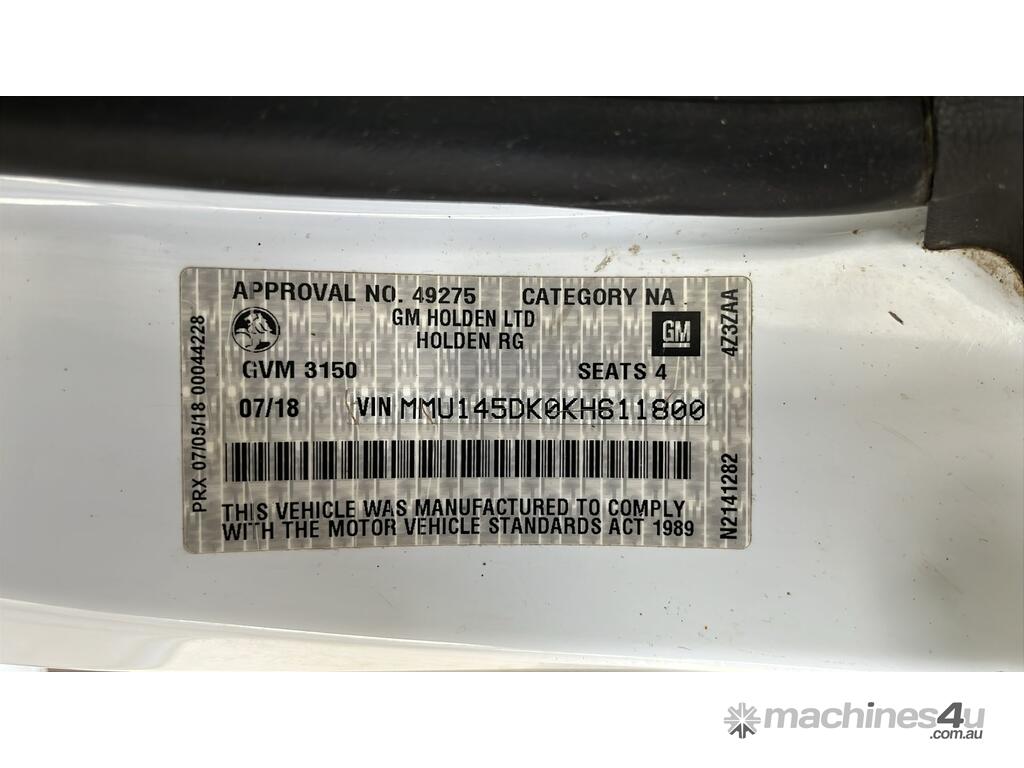 APPROVAL NO. 49275 CATEGORY NA
GM HOLDEN LTD
HOLDEN RG
GM
GVM 3150 SEATS 4
07/18 VIN MMU145DK0KH611800
THIS VEHICLE WAS MANUFACTURED TO COMPLY
WITH THE MOTOR VEHICLE STANDARDS ACT 1989
PRX 07/05/18 00044228
4Z3ZAA
N2141282
machines4u
.com.au